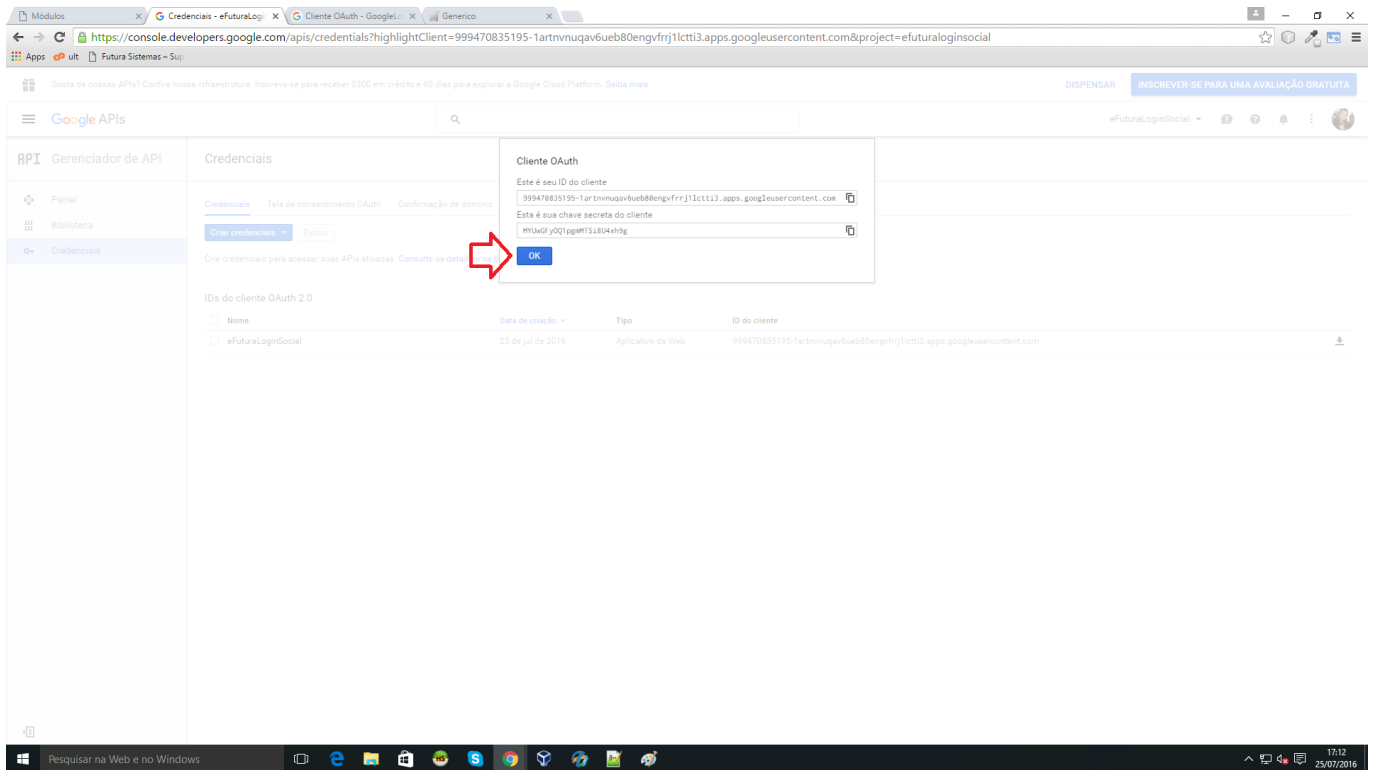 Módulos
Credenciais - eFuturaLogi
Cliente OAuth - GoogleLo
Generico
https://console.developers.google.com/apis/credentials?highlightClient=999470835195-1artnvnuqav6ueb80engvfrrj1lctti3.apps.googleusercontent.com&project=efuturaloginsocial
Apps
ult
Futura Sistemas – Sup
Gosta de nossas APIs? Confira nossa infraestrutura. Inscreva-se para receber $300 em crédito e 60 dias para explorar a Google Cloud Platform. Saiba mais
DISPENSAR
INSCREVER-SE PARA UMA AVALIAÇÃO GRATUITA
Google APIs
eFuturaLoginSocial
API Gerenciador de API
Credenciais
Cliente OAuth
Este é seu ID do cliente
999470835195-1artnvnuqav6ueb80engvfrrj1lctti3.apps.googleusercontent.com
Esta é sua chave secreta do cliente
MYUwGFyOQ1pgmMTSi8U4xh9g
OK
Painel
Biblioteca
Credenciais
Credenciais
Tela de consentimento OAuth
Confirmação de domínio
Criar credenciais
Excluir
Crie credenciais para acessar suas APIs ativadas. Consulte os detalhes na d
IDs do cliente OAuth 2.0
Nome
Data de criação
Tipo
ID do cliente
eFuturaLoginSocial
25 de jul de 2016
Aplicativo da Web
999470835195-1artnvnuqav6ueb80engvfrrj1lctti3.apps.googleusercontent.com
Pesquisar na Web e no Windows
17:12
25/07/2016